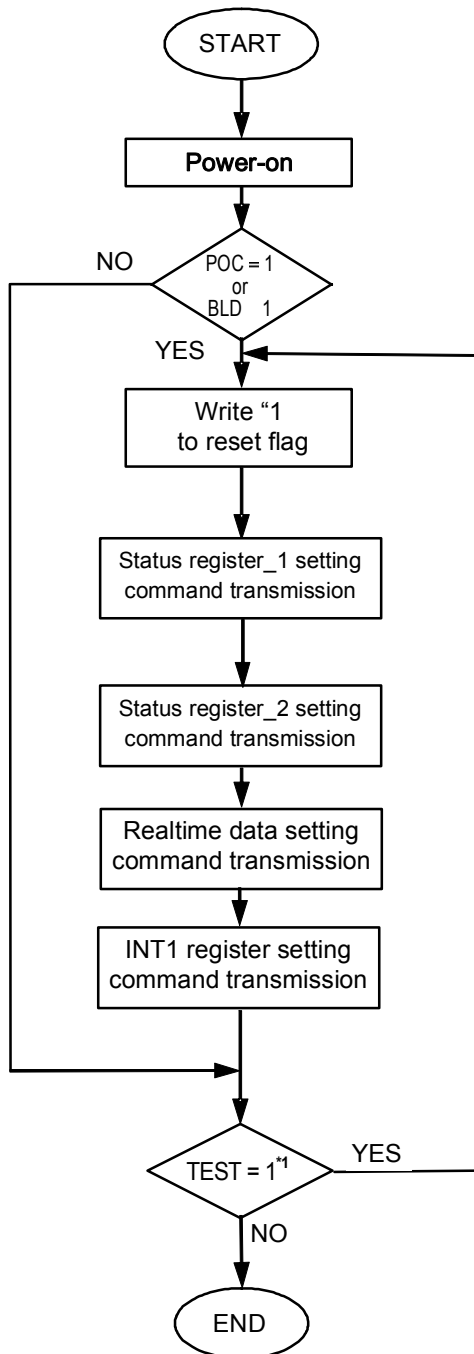 START
Power-on
NO
POC = 1
or
BLD 1
YES
Write “1
to reset flag
Status register_1 setting
command transmission
Status register_2 setting
command transmission
Realtime data setting
command transmission
INT1 register setting
command transmission
TEST = 1*1
YES
NO
END